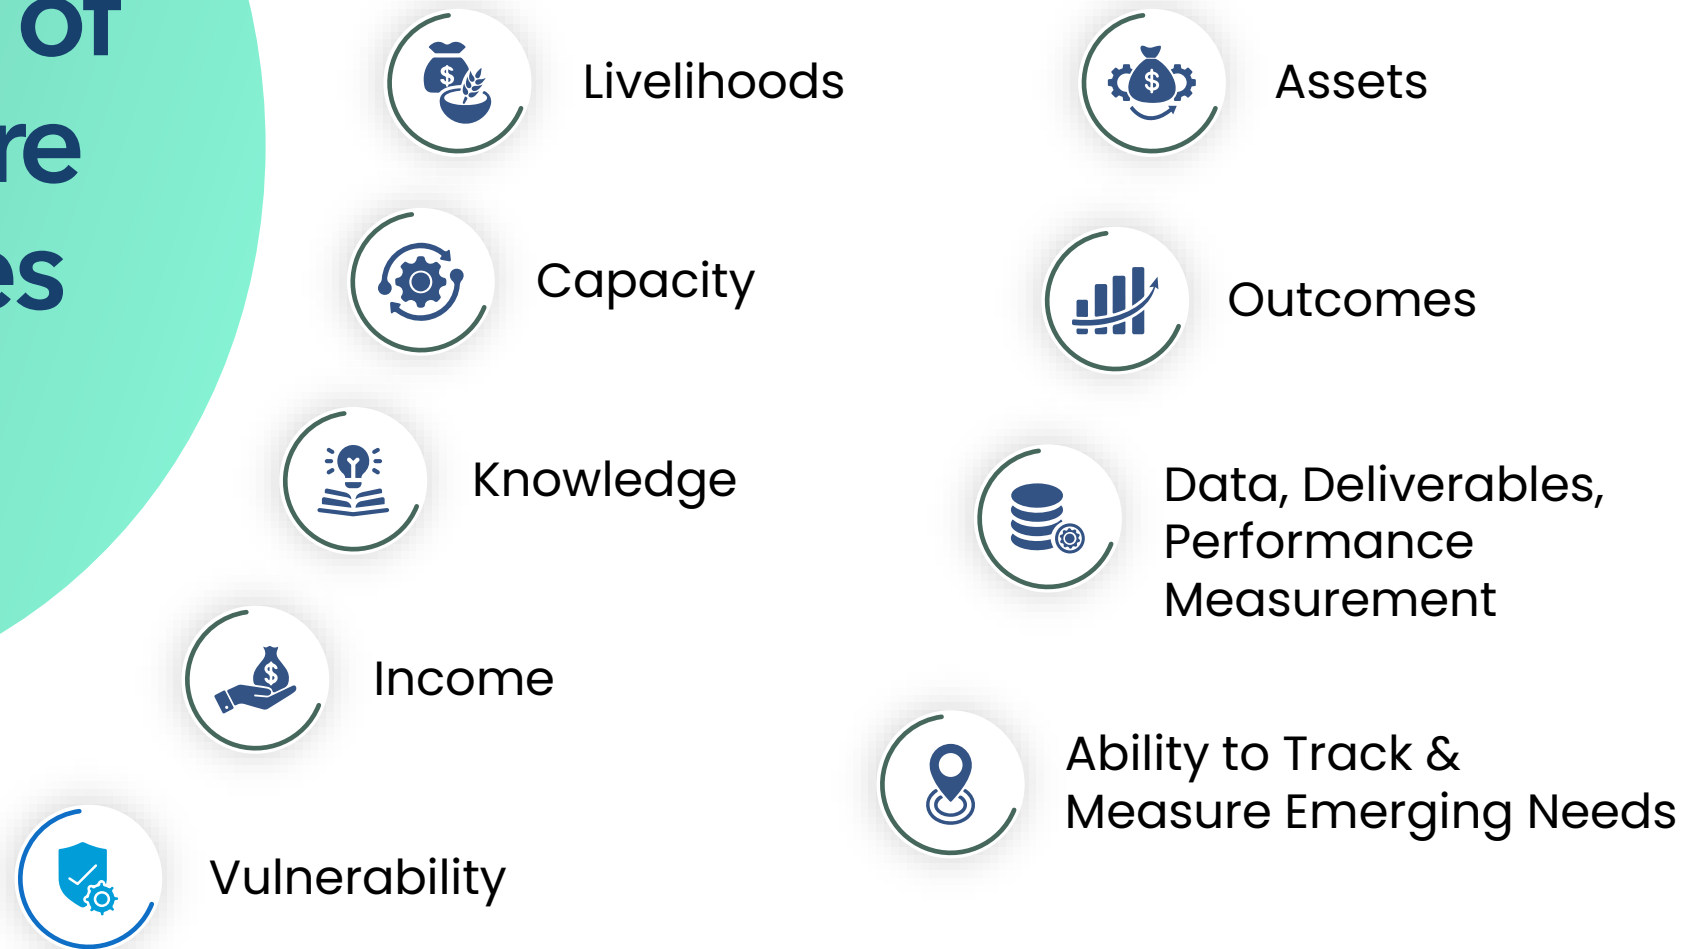 of
re
es
Livelihoods
Capacity
Knowledge
Income
Vulnerability
Assets
Outcomes
Data, Deliverables,
Performance
Measurement
Ability to Track &
Measure Emerging Needs